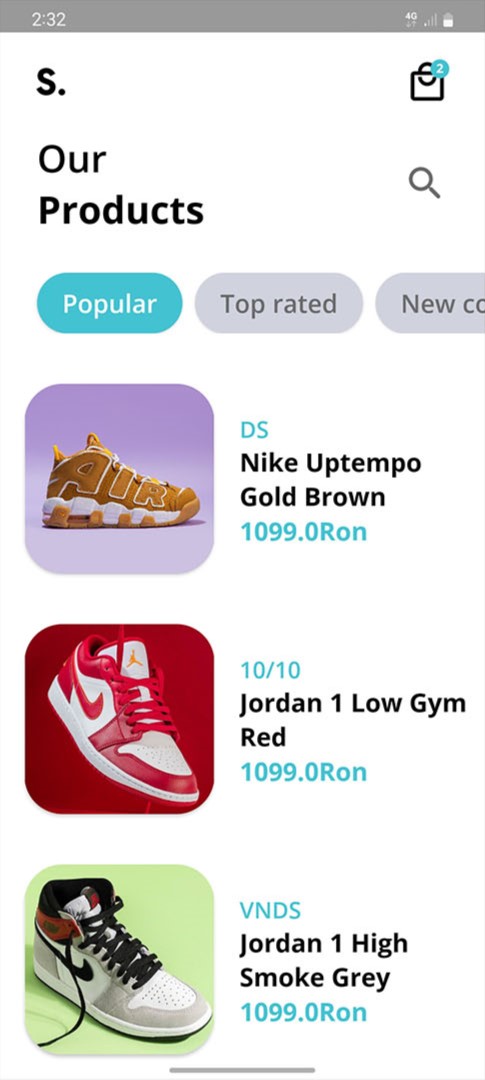 2:32
4G
S.
2
Our
Products
Popular
Top rated
New co
DS
Nike Uptempo
Gold Brown
1099.0Ron
AIR
10/10
Jordan 1 Low Gym
Red
1099.0Ron
VNDS
Jordan 1 High
Smoke Grey
1099.0Ron